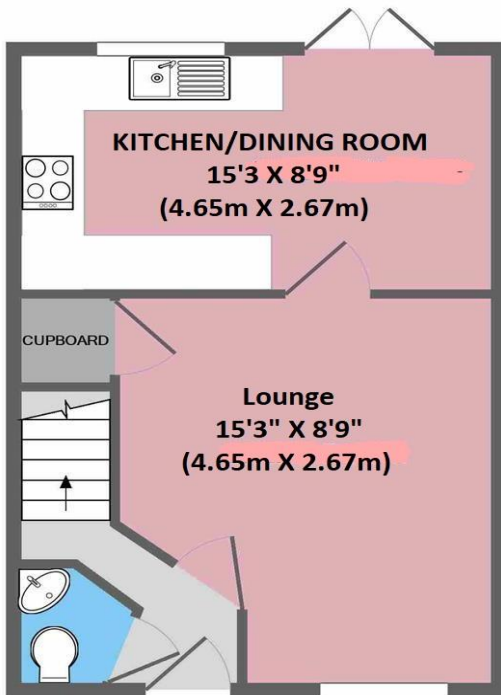 KITCHEN/DINING ROOM
15'3 X 8'9"
(4.65m X 2.67m)
CUPBOARD
Lounge
15'3" X 8'9"
(4.65m X 2.67m)